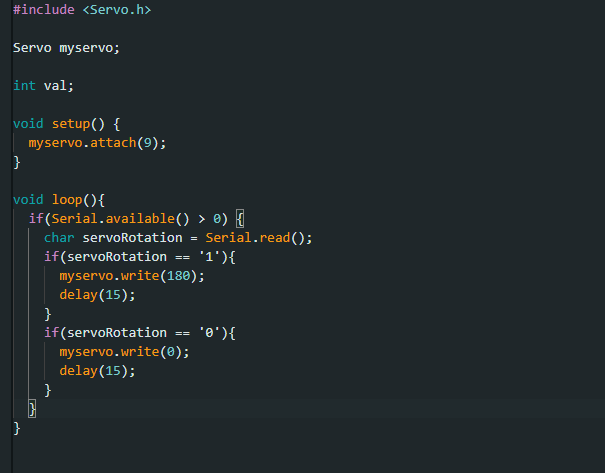 #include <Servo.h>
Servo myservo;
int val;
void setup() {
  myservo.attach(9);
}
void loop(){
  if(Serial.available() > 0) {
    char servoRotation = Serial.read();
    if(servoRotation == '1'){
      myservo.write(180);
      delay(15);
    }
    if(servoRotation == '0'){
      myservo.write(0);
      delay(15);
    }
  }
}